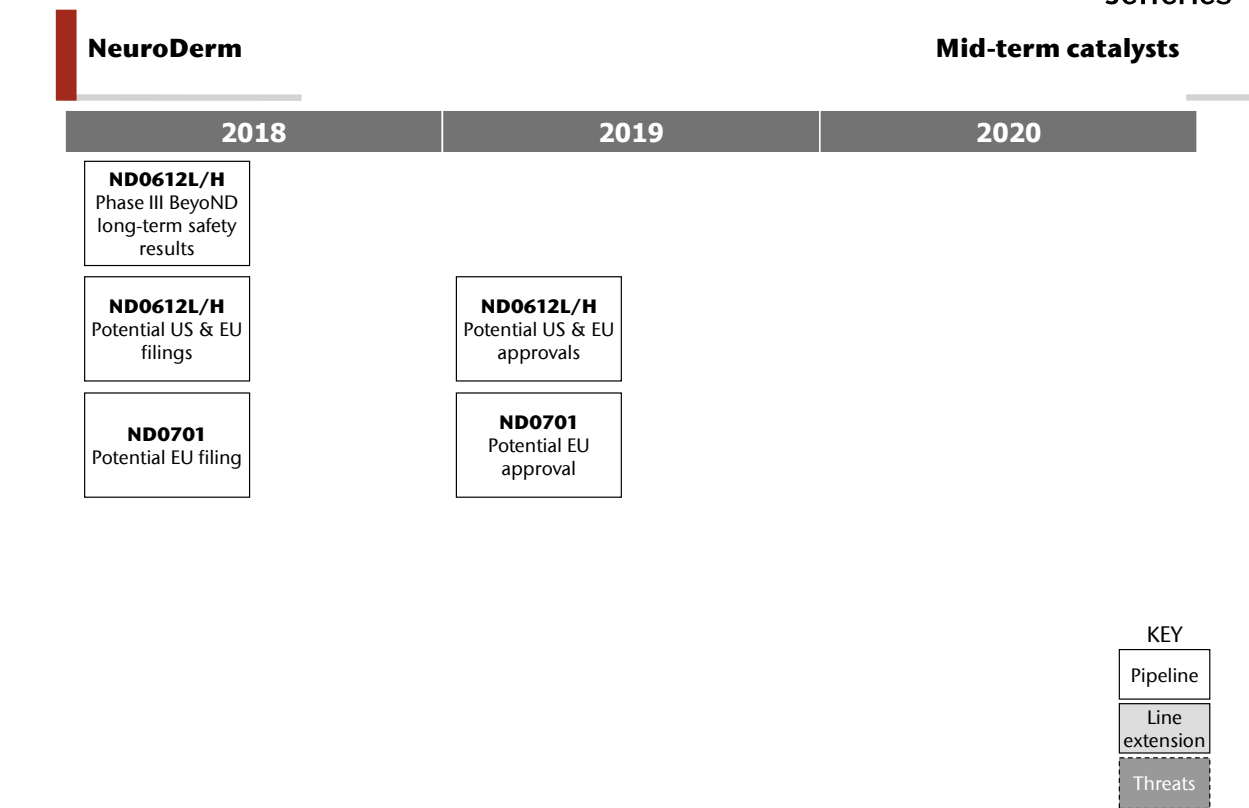 Jefferies
NeuroDerm
Mid-term catalysts
2018
2019
2020
ND0612L/H
Phase III BeyoND
long-term safety
results
ND0612L/H
Potential US & EU
filings
ND0612L/H
Potential US & EU
approvals
ND0701
Potential EU filing
ND0701
Potential EU
approval
KEY
Pipeline
Line
extension
Threats